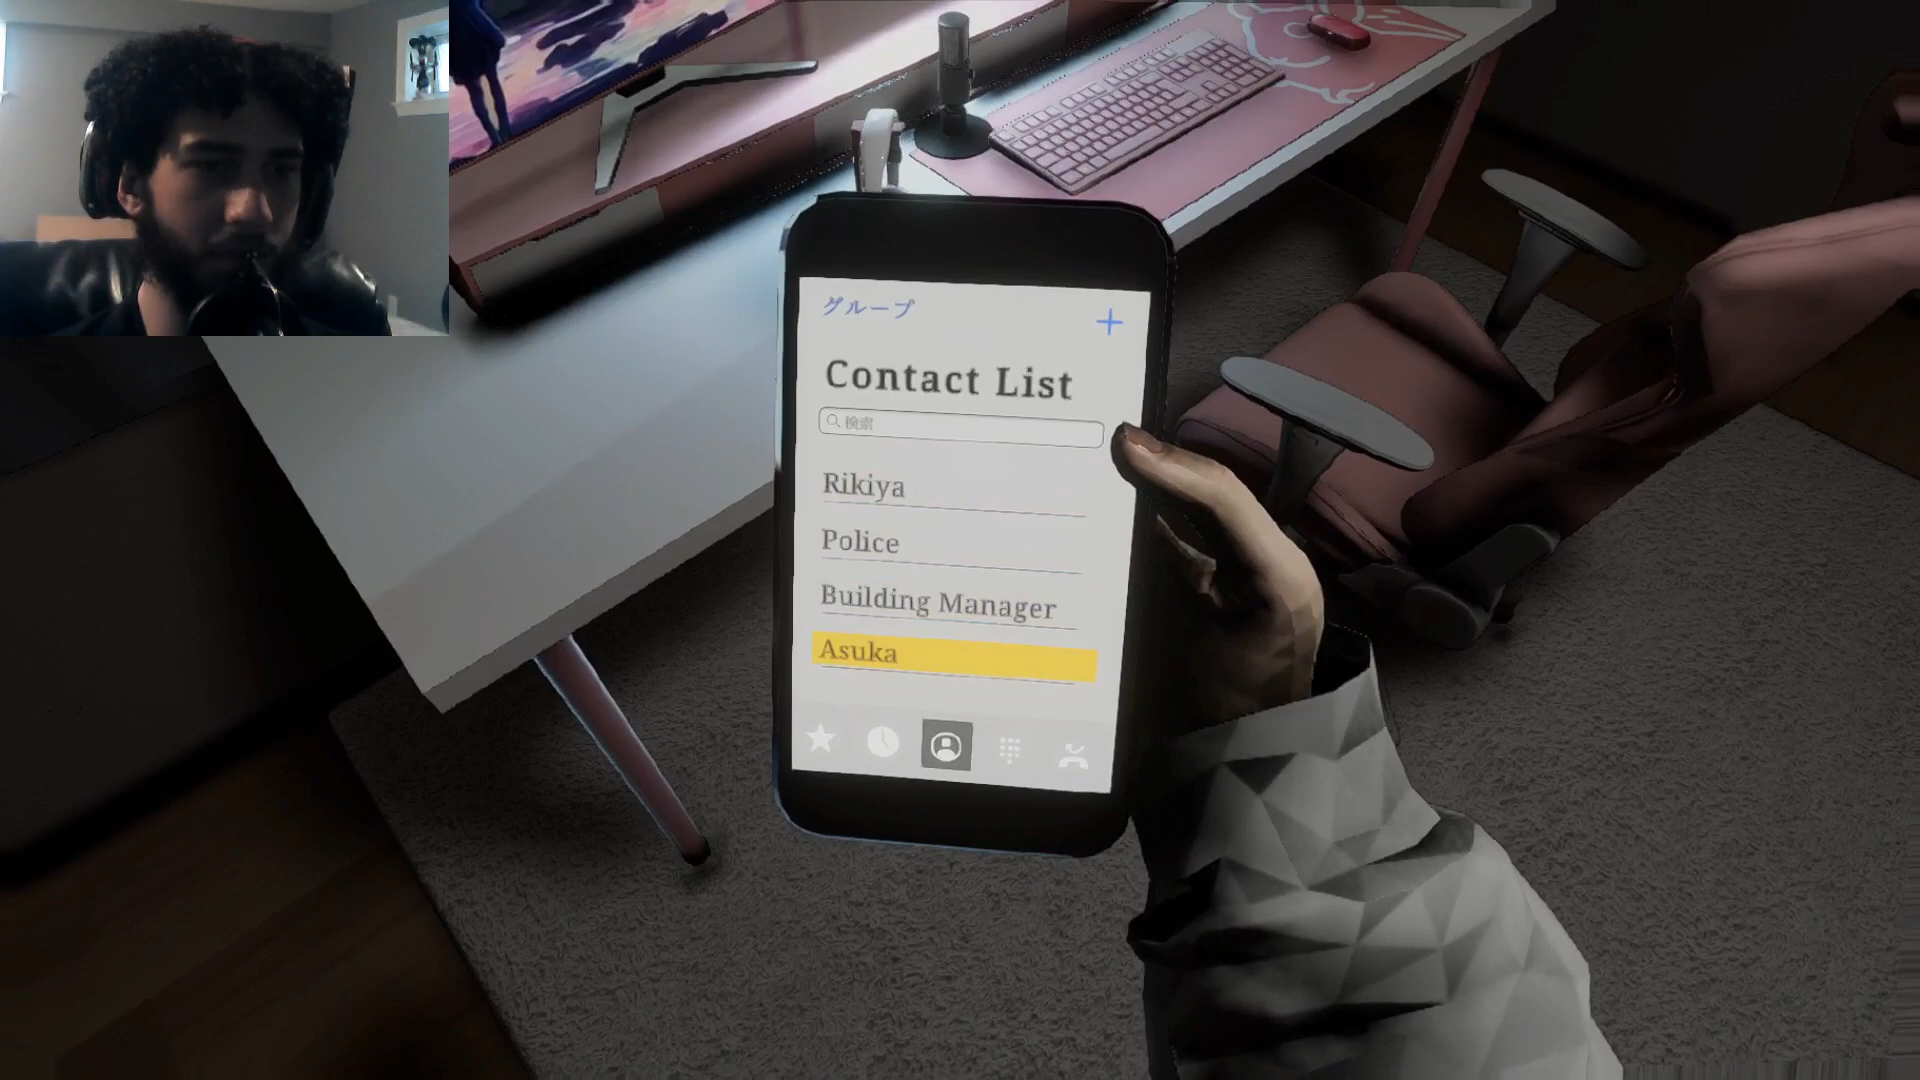 グループ
Contact List
検索
Rikiya
Police
Building Manager
Asuka